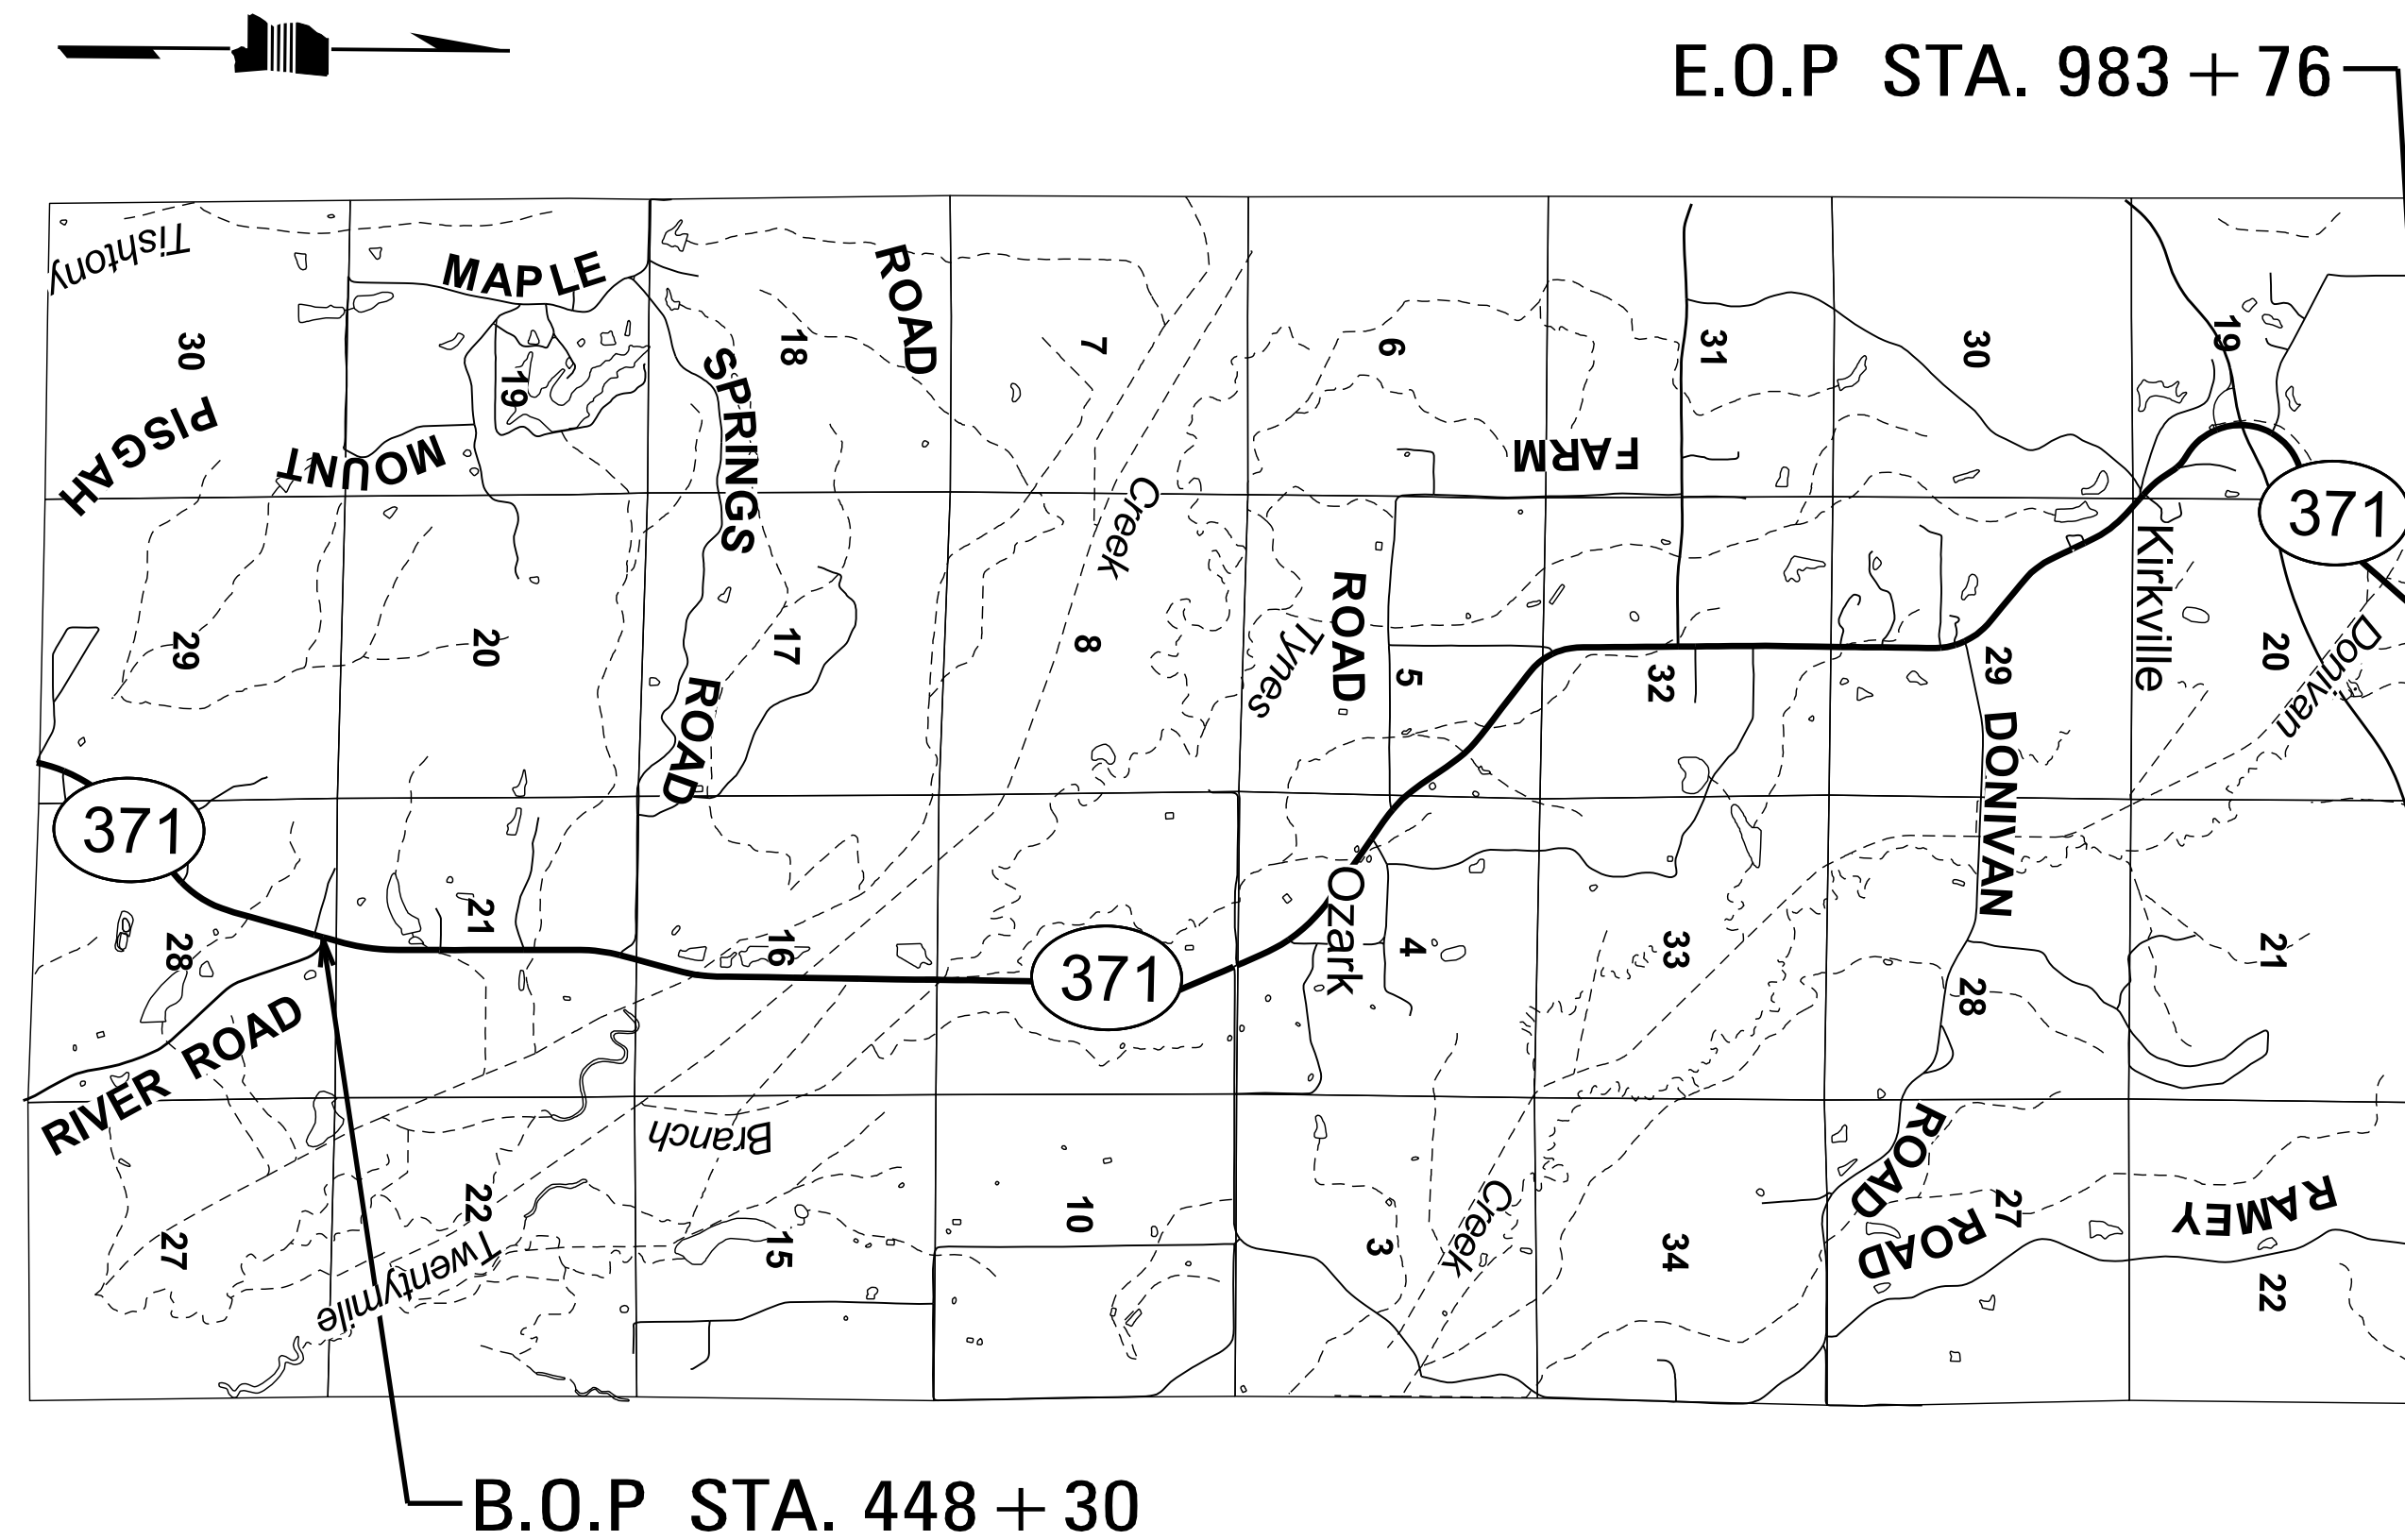 E.O.P STA. 983 + 76
Tishtony
MAPLE
ROAD
30
19
18
7
6
31
30
19
SPRINGS
PISGAH
MOUNT
FARM
371
Creek
Kirkville
29
20
17
8
ROAD
Tynes
5
32
29
20
Donivan
ROAD
DONIVAN
371
28
21
16
371
Ozark
4
33
28
21
RIVER ROAD
Branch
ROAD
27
22
15
10
3
Creek
34
ROAD
27
RAMEY
22
Twentymile
B.O.P STA. 448 + 30